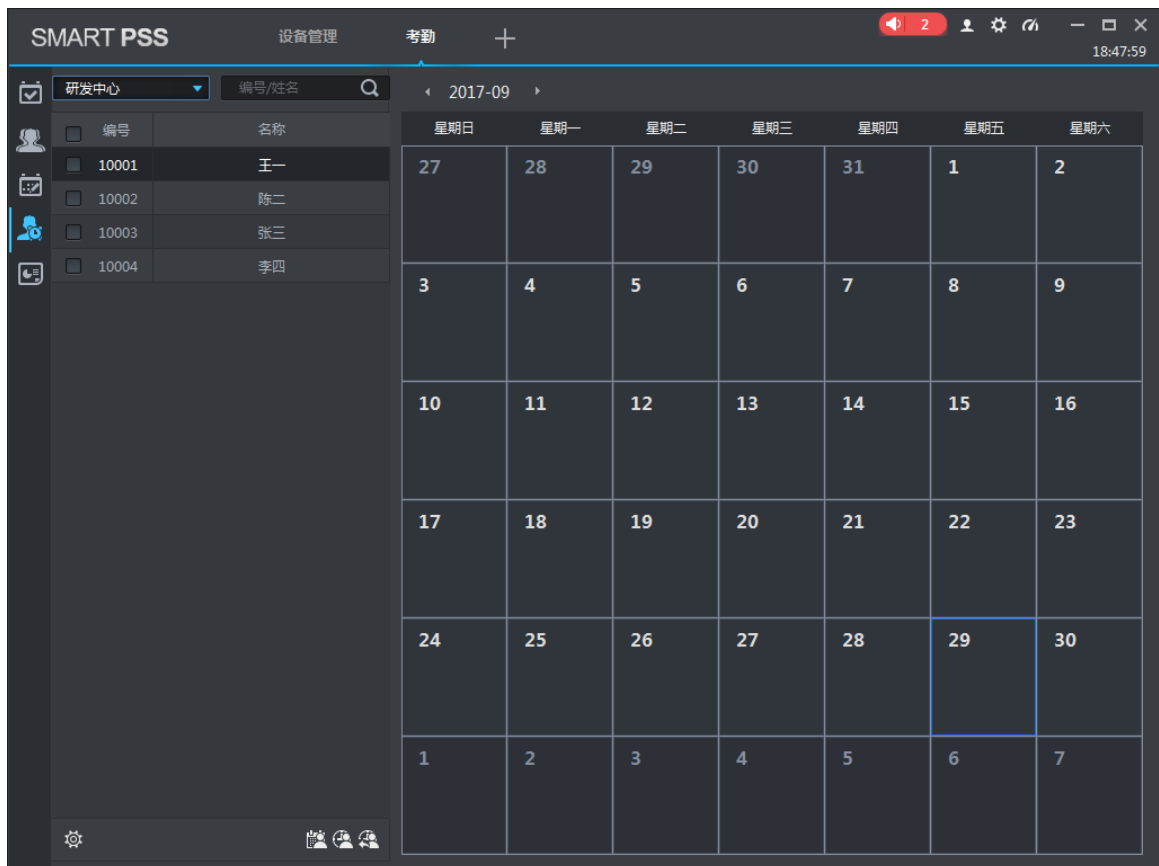 SMART PSS 设备管理 考勤 2
18:47:59
研发中心 编号/姓名 2017-09
编号 名称 星期日 星期一 星期二 星期三 星期四 星期五 星期六
10001 王一
10002 陈二
10003 张三
10004 李四
27 28 29 30 31 1 2
3 4 5 6 7 8 9
10 11 12 13 14 15 16
17 18 19 20 21 22 23
24 25 26 27 28 29 30
1 2 3 4 5 6 7